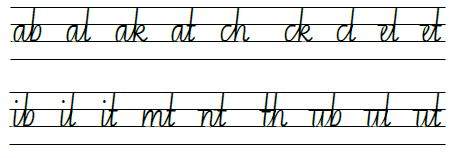 ab al ak at ch ck cl el et
ib il it mt nt th ub ul ut